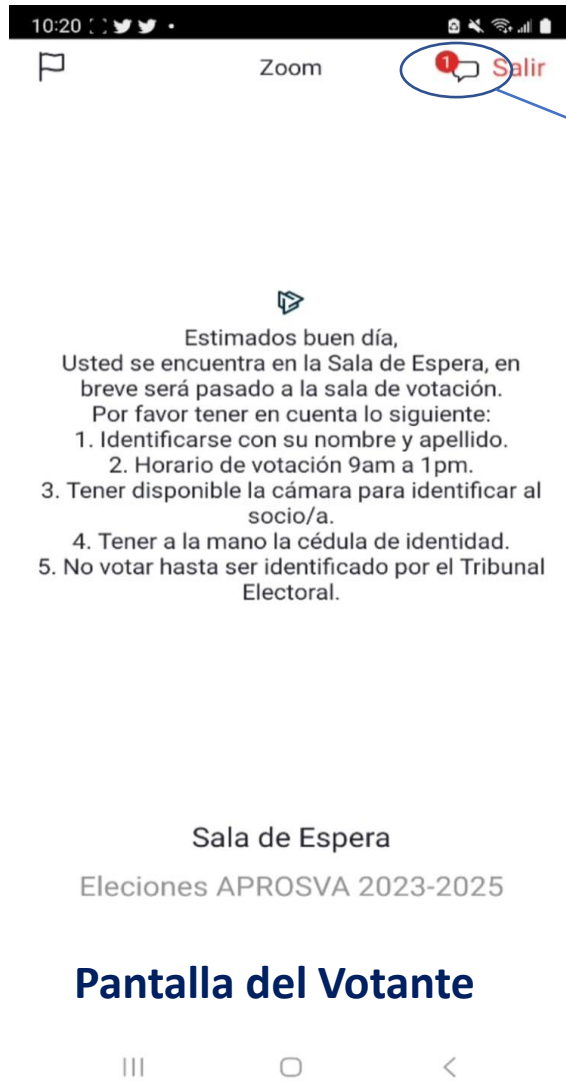 10:20
Zoom
1
Salir
Estimados buen día,
Usted se encuentra en la Sala de Espera, en
breve será pasado a la sala de votación.
Por favor tener en cuenta lo siguiente:
1. Identificarse con su nombre y apellido.
2. Horario de votación 9am a 1pm.
3. Tener disponible la cámara para identificar al
socio/a.
4. Tener a la mano la cédula de identidad.
5. No votar hasta ser identificado por el Tribunal
Electoral.
Sala de Espera
Eleciones APROSVA 2023-2025
Pantalla del Votante